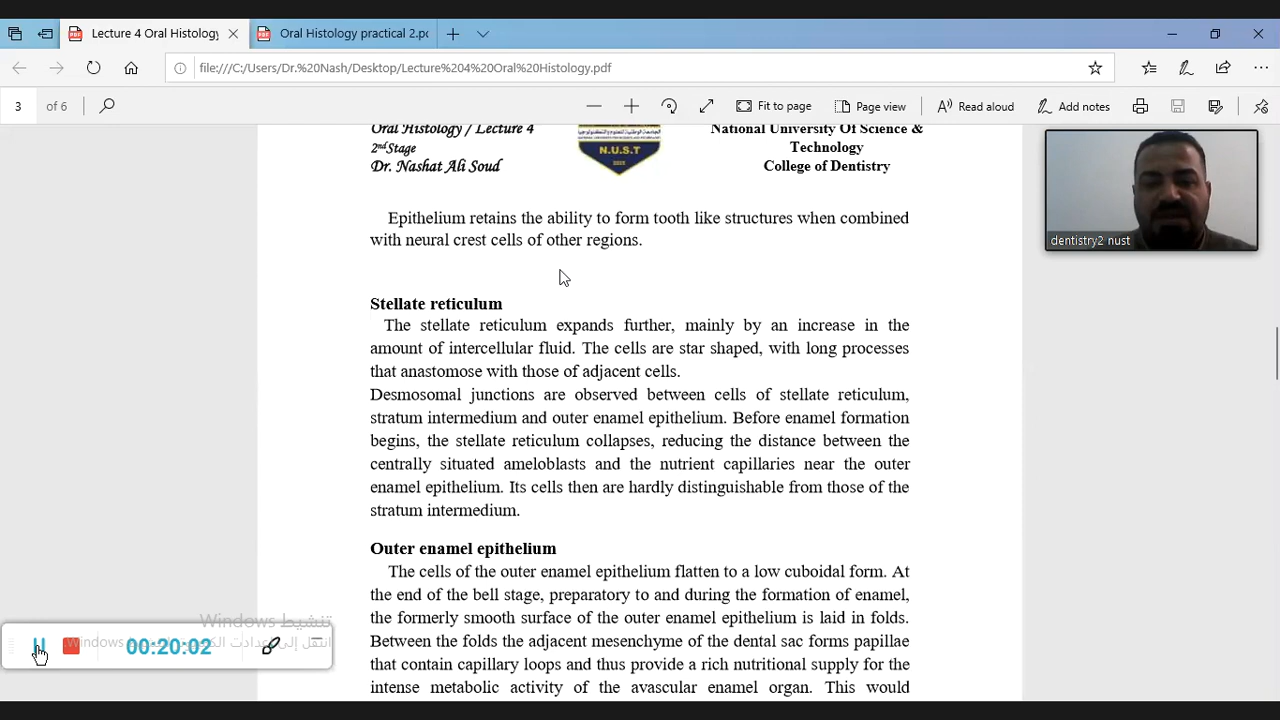 Lecture 4 Oral Histology
Oral Histology practical 2.pc
file:///C:/Users/Dr.%20Nash/Desktop/Lecture%204%20Oral%20Histology.pdf
3 of 6
Fit to page
Page view
Read aloud
Add notes
Oral Histology / Lecture 4
2nd Stage
Dr. Nashat Ali Soud
N.U.S.T
National University Of Science &
Technology
College of Dentistry
dentistry2 nust
Epithelium retains the ability to form tooth like structures when combined
with neural crest cells of other regions.
Stellate reticulum
The stellate reticulum expands further, mainly by an increase in the
amount of intercellular fluid. The cells are star shaped, with long processes
that anastomose with those of adjacent cells.
Desmosomal junctions are observed between cells of stellate reticulum,
stratum intermedium and outer enamel epithelium. Before enamel formation
begins, the stellate reticulum collapses, reducing the distance between the
centrally situated ameloblasts and the nutrient capillaries near the outer
enamel epithelium. Its cells then are hardly distinguishable from those of the
stratum intermedium.
Outer enamel epithelium
The cells of the outer enamel epithelium flatten to a low cuboidal form. At
the end of the bell stage, preparatory to and during the formation of enamel,
the formerly smooth surface of the outer enamel epithelium is laid in folds.
Between the folds the adjacent mesenchyme of the dental sac forms papillae
that contain capillary loops and thus provide a rich nutritional supply for the
intense metabolic activity of the avascular enamel organ. This would
تنشيط Windows
00:20:02